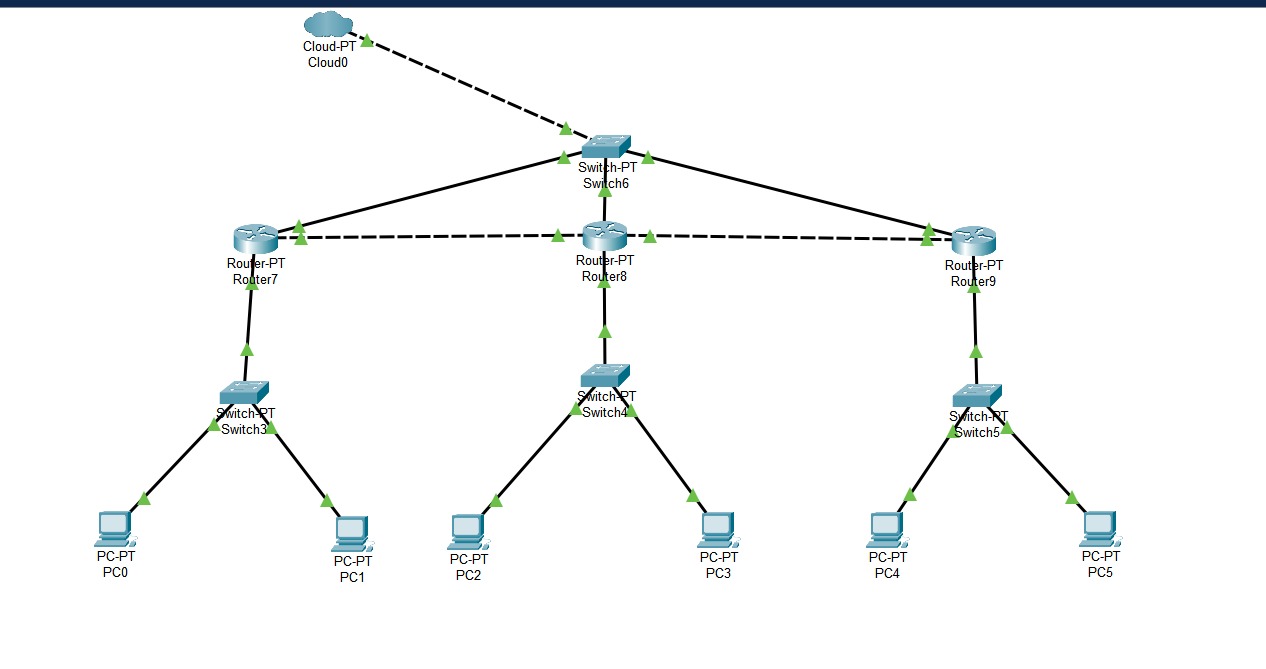 Cloud-PT
Cloud0
Switch-PT
Switch6
Router-PT
Router7
Router-PT
Router8
Router-PT
Router9
Switch-PT
Switch3
Switch-PT
Switch4
Switch-PT
Switch5
PC-PT
PC0
PC-PT
PC1
PC-PT
PC2
PC-PT
PC3
PC-PT
PC4
PC-PT
PC5